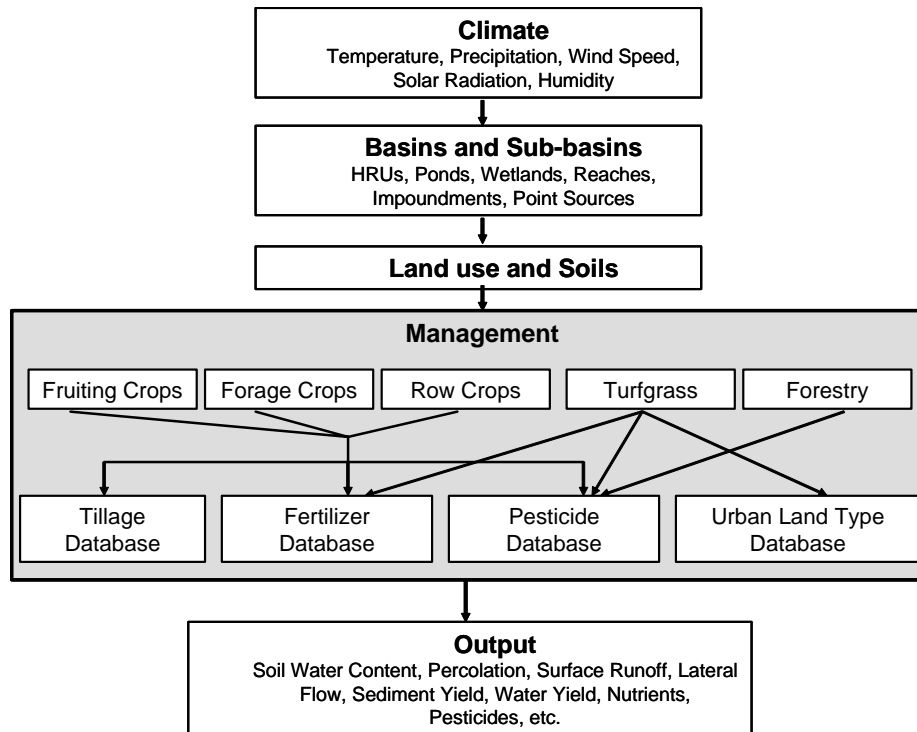 Climate
Temperature, Precipitation, Wind Speed,
Solar Radiation, Humidity
Basins and Sub-basins
HRUs, Ponds, Wetlands, Reaches,
Impoundments, Point Sources
Land use and Soils
Management
Fruiting Crops
Forage Crops
Row Crops
Turfgrass
Forestry
Tillage
Database
Fertilizer
Database
Pesticide
Database
Urban Land Type
Database
Output
Soil Water Content, Percolation, Surface Runoff, Lateral
Flow, Sediment Yield, Water Yield, Nutrients,
Pesticides, etc.